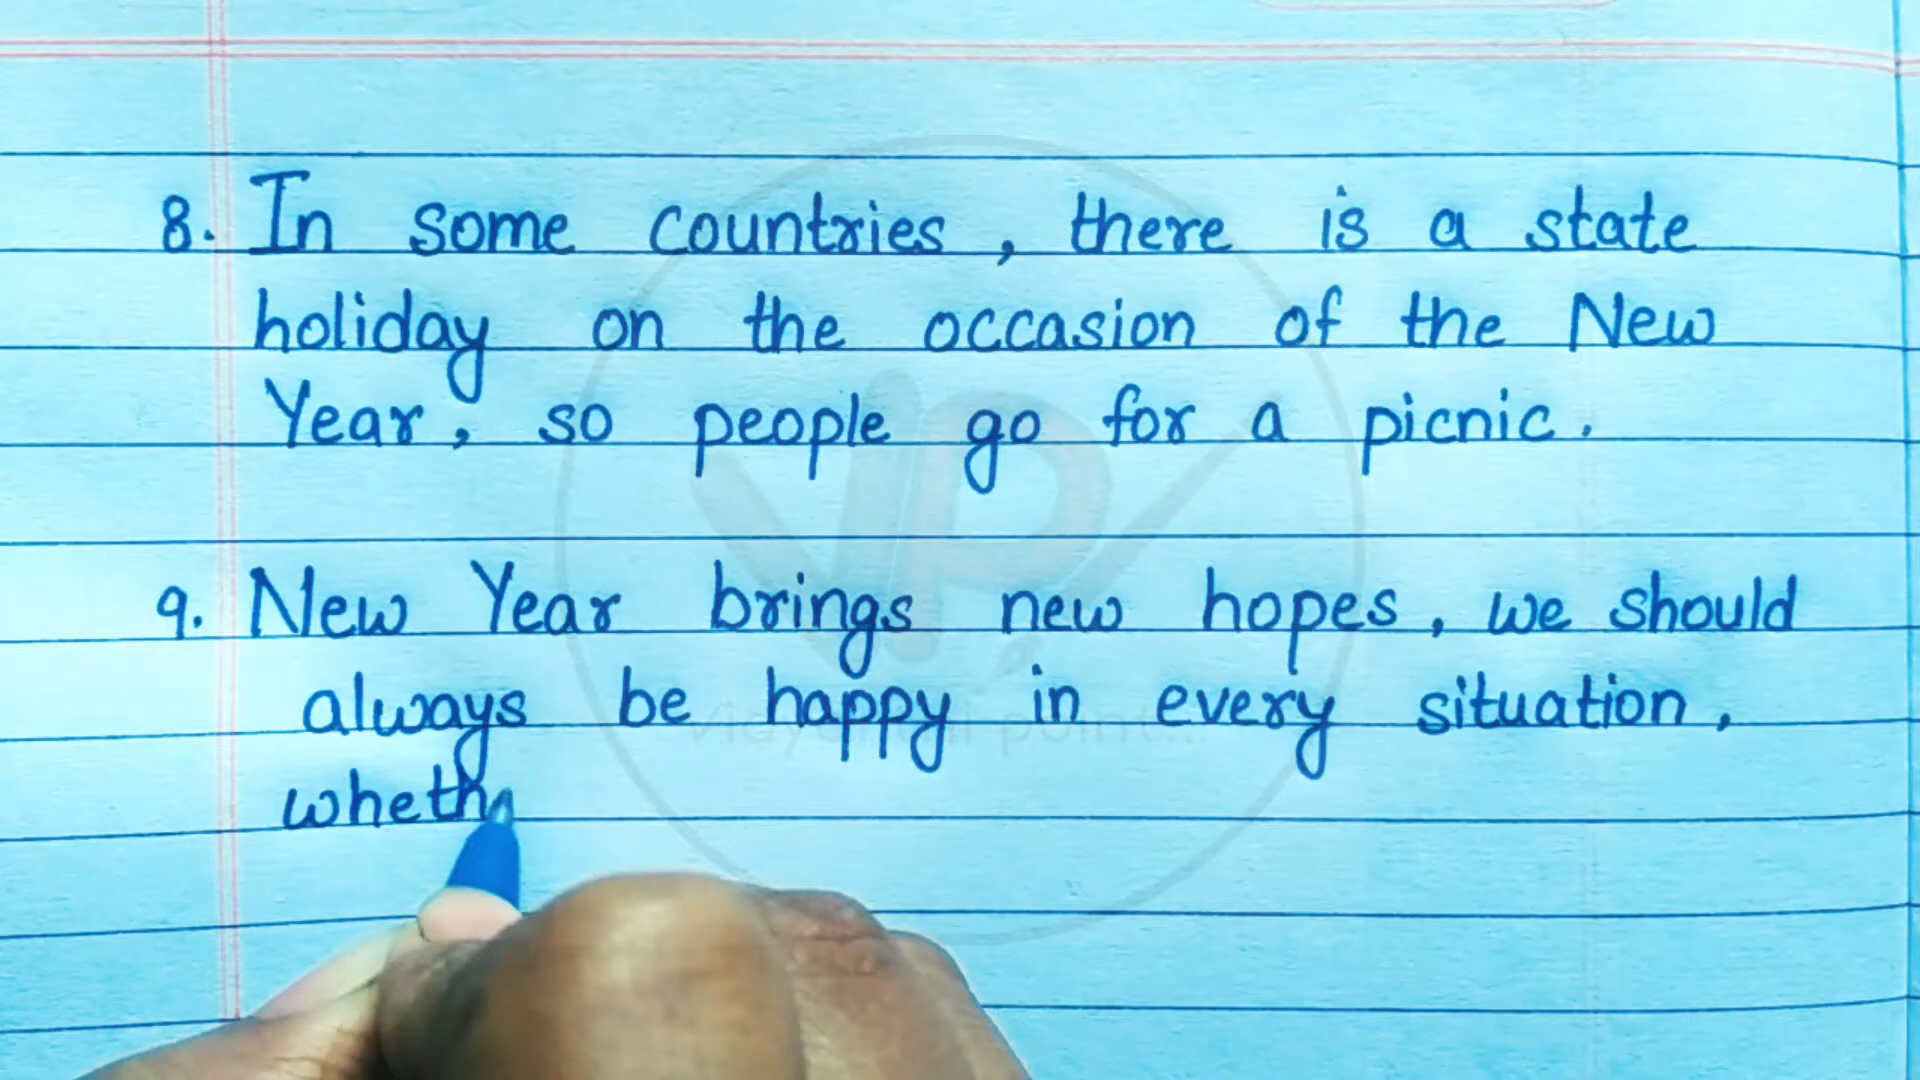 8. In some countries, there is a state
holiday on the occasion of the New
Year, so people go for a picnic.
9. New Year brings new hopes, we should
always be happy in every situation,
wheth